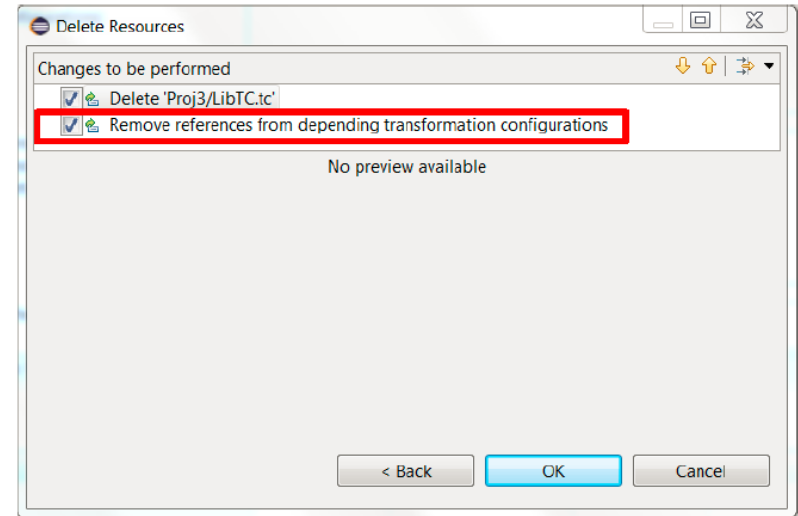 Delete Resources
Changes to be performed
Delete 'Proj3/LibTC.tc'
Remove references from depending transformation configurations
No preview available
< Back
OK
Cancel